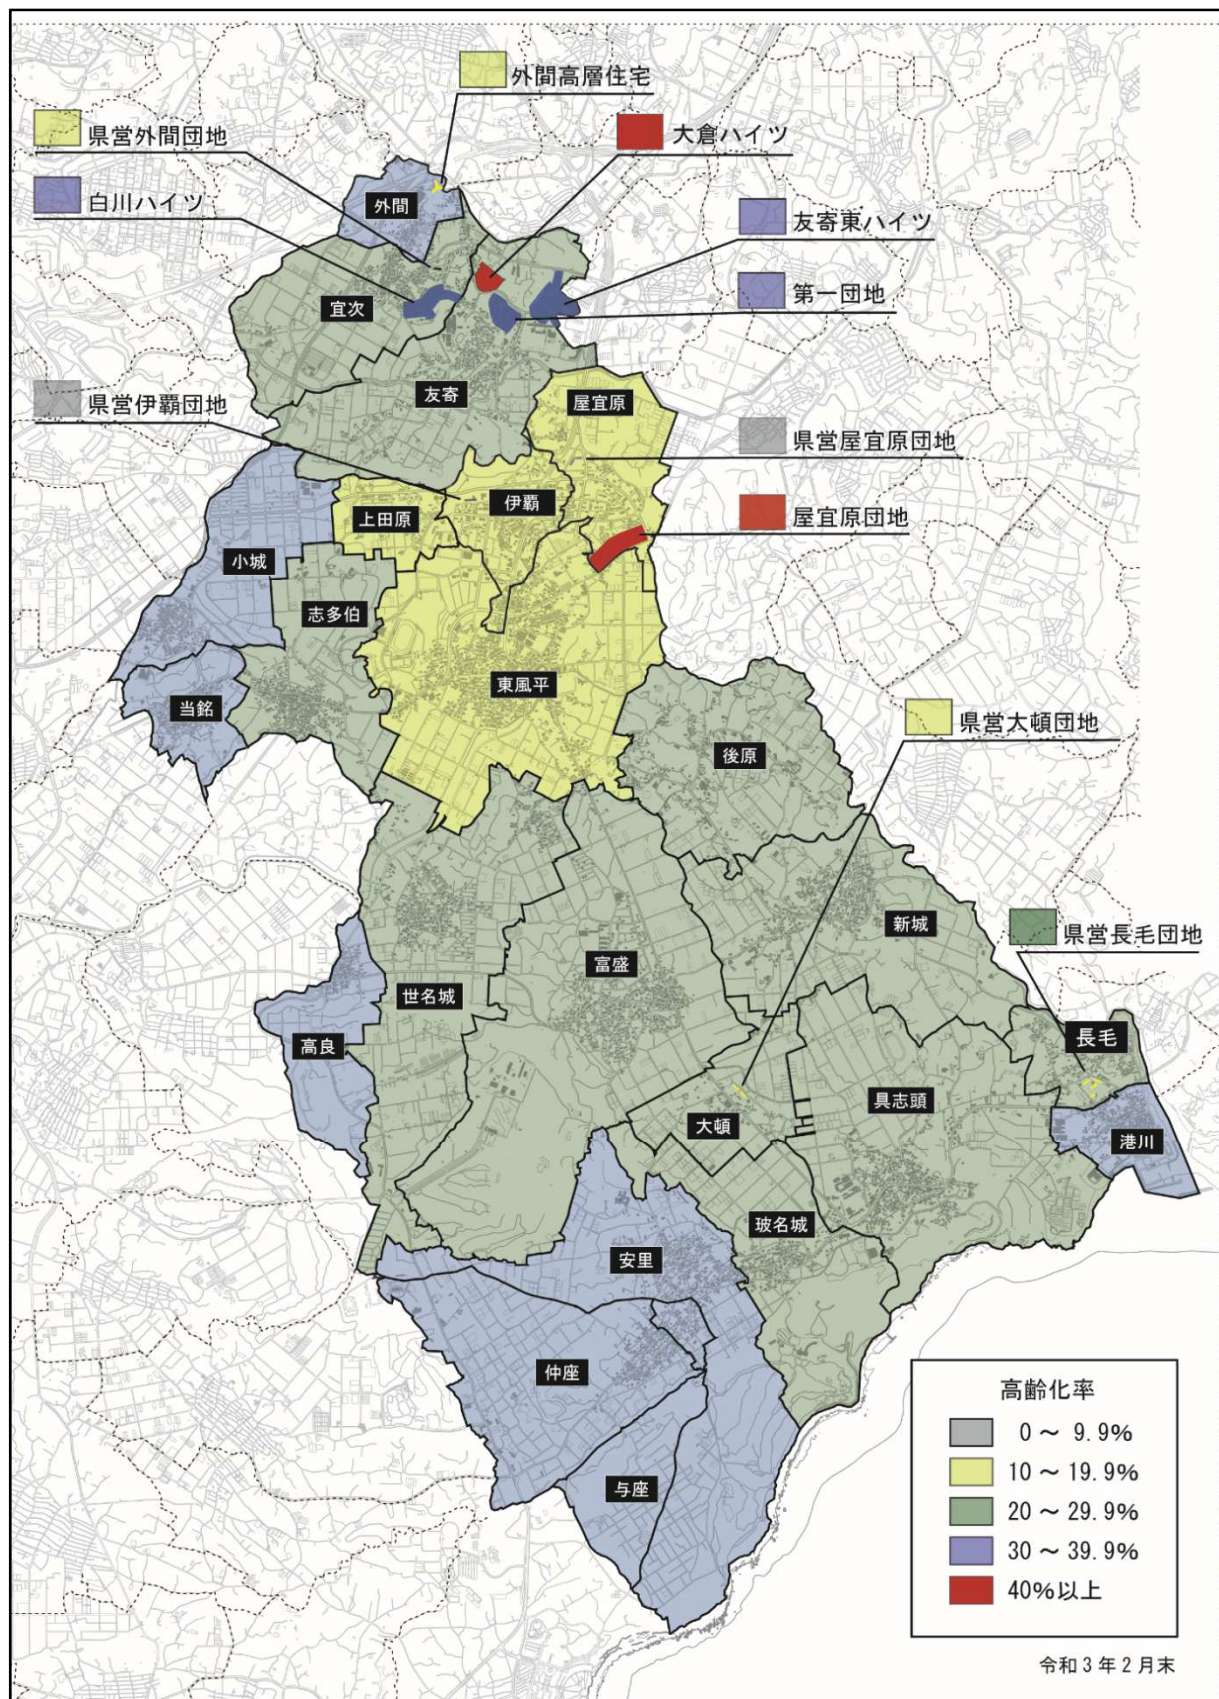 外間高層住宅
県営外間団地
大倉ハイツ
白川ハイツ
外間
友寄東ハイツ
第一団地
宜次
県営伊覇団地
友寄
屋宜原
県営屋宜原団地
伊覇
上田原
屋宜原団地
小城
志多伯
東風平
当銘
県営大頓団地
後原
新城
県営長毛団地
富盛
世名城
高良
長毛
具志頭
大頓
港川
玻名城
安里
仲座
与座
高齢化率
0 ~ 9.9%
10 ~ 19.9%
20 ~ 29.9%
30 ~ 39.9%
40%以上
令和3年2月末